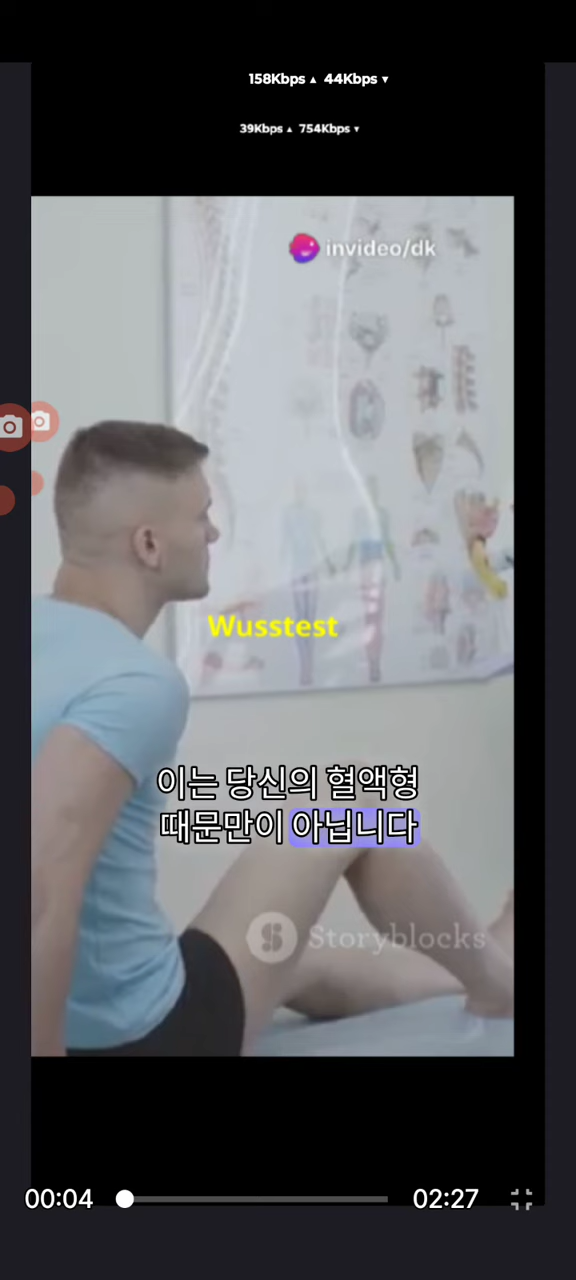 158Kbps ▲ 44Kbps ▼
39Kbps ▲ 754Kbps ▼
invideo/dk
Wusstest
이는 당신의 혈액형
때문만이 아닙니다
Storyblocks
00:04
02:27